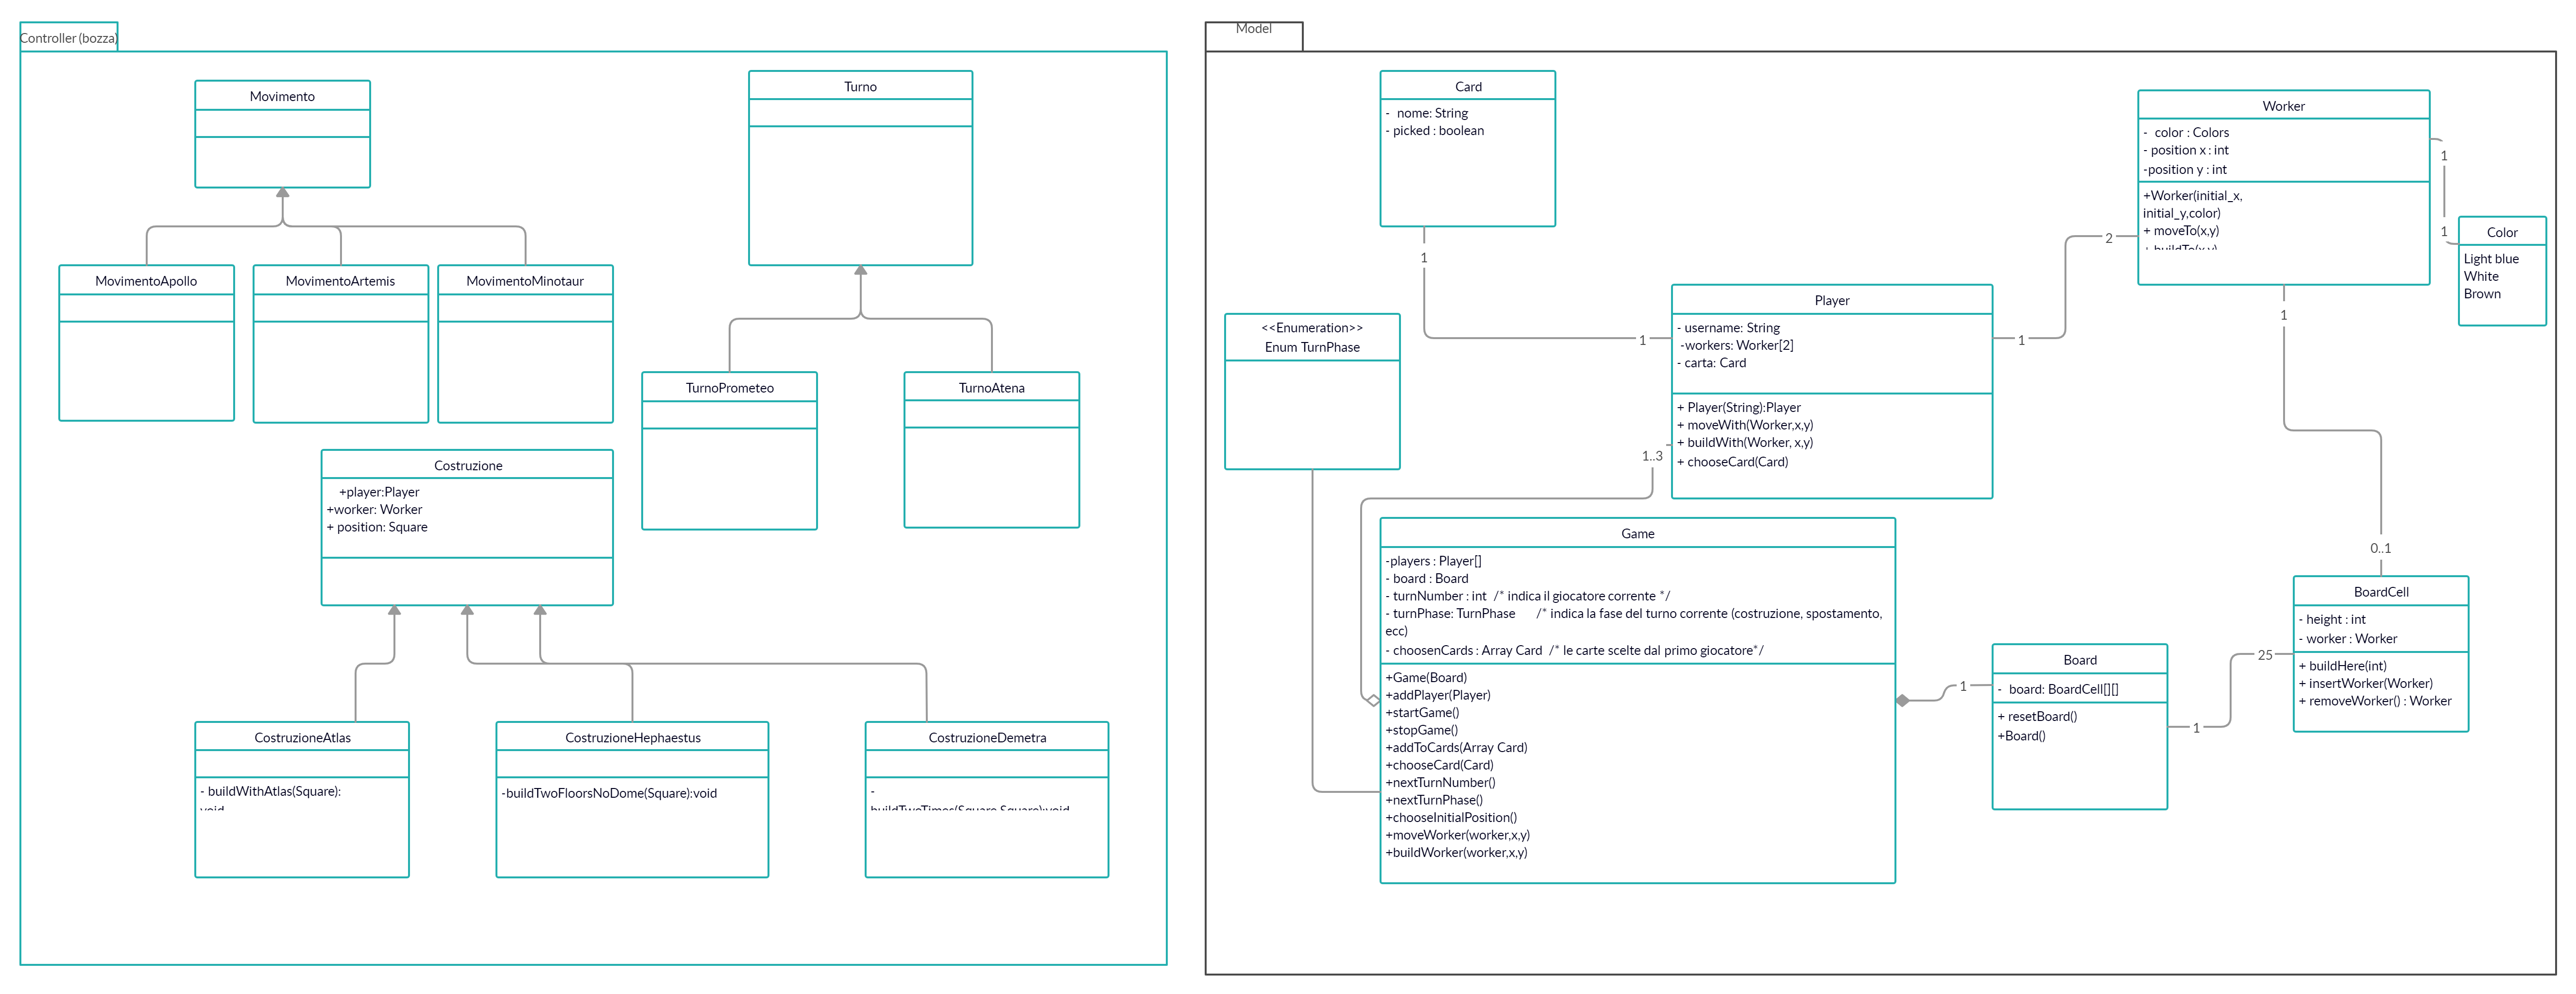 Controller (bozza)
Movimento
MovimentoApollo
MovimentoArtemis
MovimentoMinotaur
Turno
TurnoPrometeo
TurnoAtena
Costruzione
+player:Player
+worker: Worker
+ position: Square
CostruzioneAtlas
- buildWithAtlas(Square):
void
CostruzioneHephaestus
-buildTwoFloorsNoDome(Square):void
CostruzioneDemetra
-
buildTwoTimes(Square,Square):void
Model
Card
- nome: String
- picked : boolean
1
1
<<Enumeration>>
Enum TurnPhase
Player
- username: String
-workers: Worker[2]
- carta: Card
+ Player(String):Player
+ moveWith(Worker,x,y)
+ buildWith(Worker, x,y)
+ chooseCard(Card)
1..3
1
2
Worker
- color : Colors
- position x : int
-position y : int
+Worker(initial_x,
initial_y,color)
+ moveTo(x,y)
+ buildTo(x,y)
1
1
Color
Light blue
White
Brown
1
0..1
Game
-players : Player[]
- board : Board
- turnNumber : int /* indica il giocatore corrente */
- turnPhase: TurnPhase /* indica la fase del turno corrente (costruzione, spostamento,
ecc)
- choosenCards : Array Card /* le carte scelte dal primo giocatore*/
+Game(Board)
+addPlayer(Player)
+startGame()
+stopGame()
+addToCards(Array Card)
+chooseCard(Card)
+nextTurnNumber()
+nextTurnPhase()
+chooseInitialPosition()
+moveWorker(worker,x,y)
+buildWorker(worker,x,y)
1
Board
- board: BoardCell[][]
+ resetBoard()
+Board()
1
25
BoardCell
- height : int
- worker : Worker
+ buildHere(int)
+ insertWorker(Worker)
+ removeWorker() : Worker